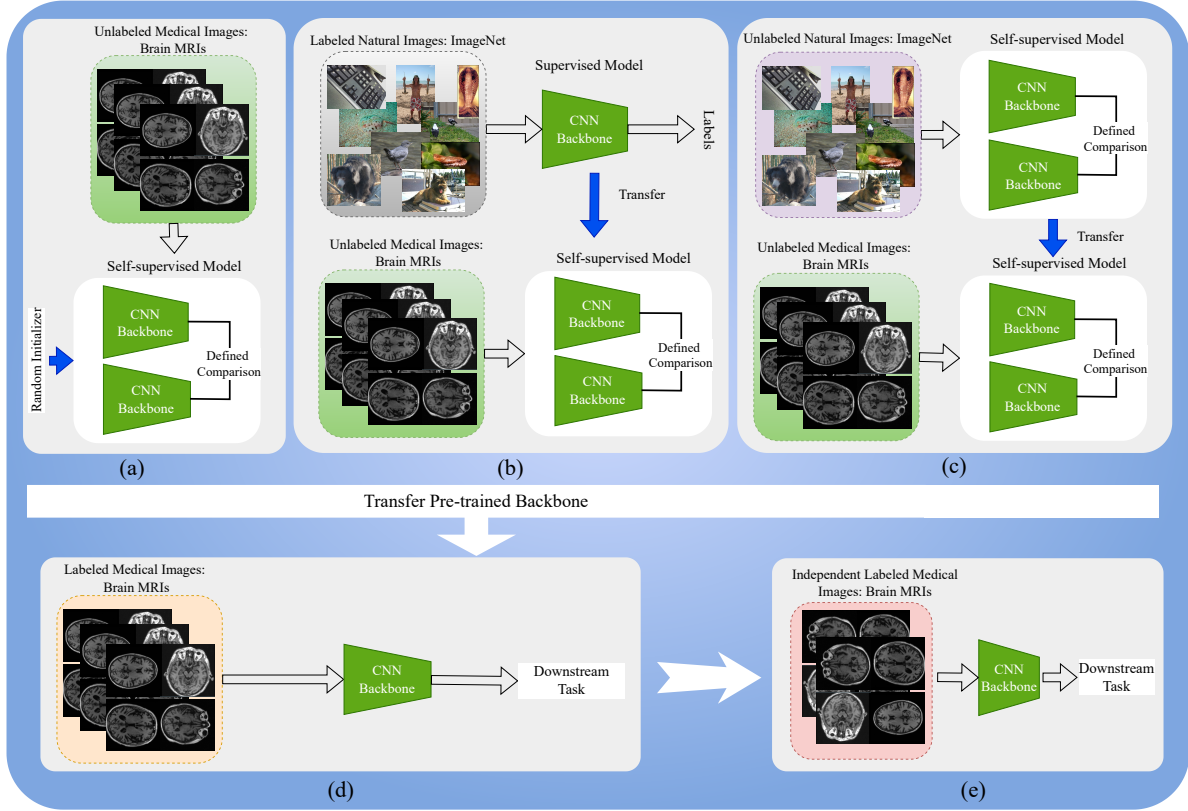 Unlabeled Medical Images:
Brain MRIs
Self-supervised Model
Random Initializer
CNN
Backbone
Defined
Comparison
CNN
Backbone
(a)
Labeled Natural Images: ImageNet
Supervised Model
CNN
Backbone
Labels
Transfer
Unlabeled Medical Images:
Brain MRIs
Self-supervised Model
CNN
Backbone
Defined
Comparison
CNN
Backbone
(b)
Unlabeled Natural Images: ImageNet
Self-supervised Model
CNN
Backbone
Defined
Comparison
CNN
Backbone
Transfer
Unlabeled Medical Images:
Brain MRIs
Self-supervised Model
CNN
Backbone
Defined
Comparison
CNN
Backbone
(c)
Transfer Pre-trained Backbone
Labeled Medical Images:
Brain MRIs
CNN
Backbone
Downstream
Task
(d)
Independent Labeled Medical
Images: Brain MRIs
CNN
Backbone
Downstream
Task
(e)